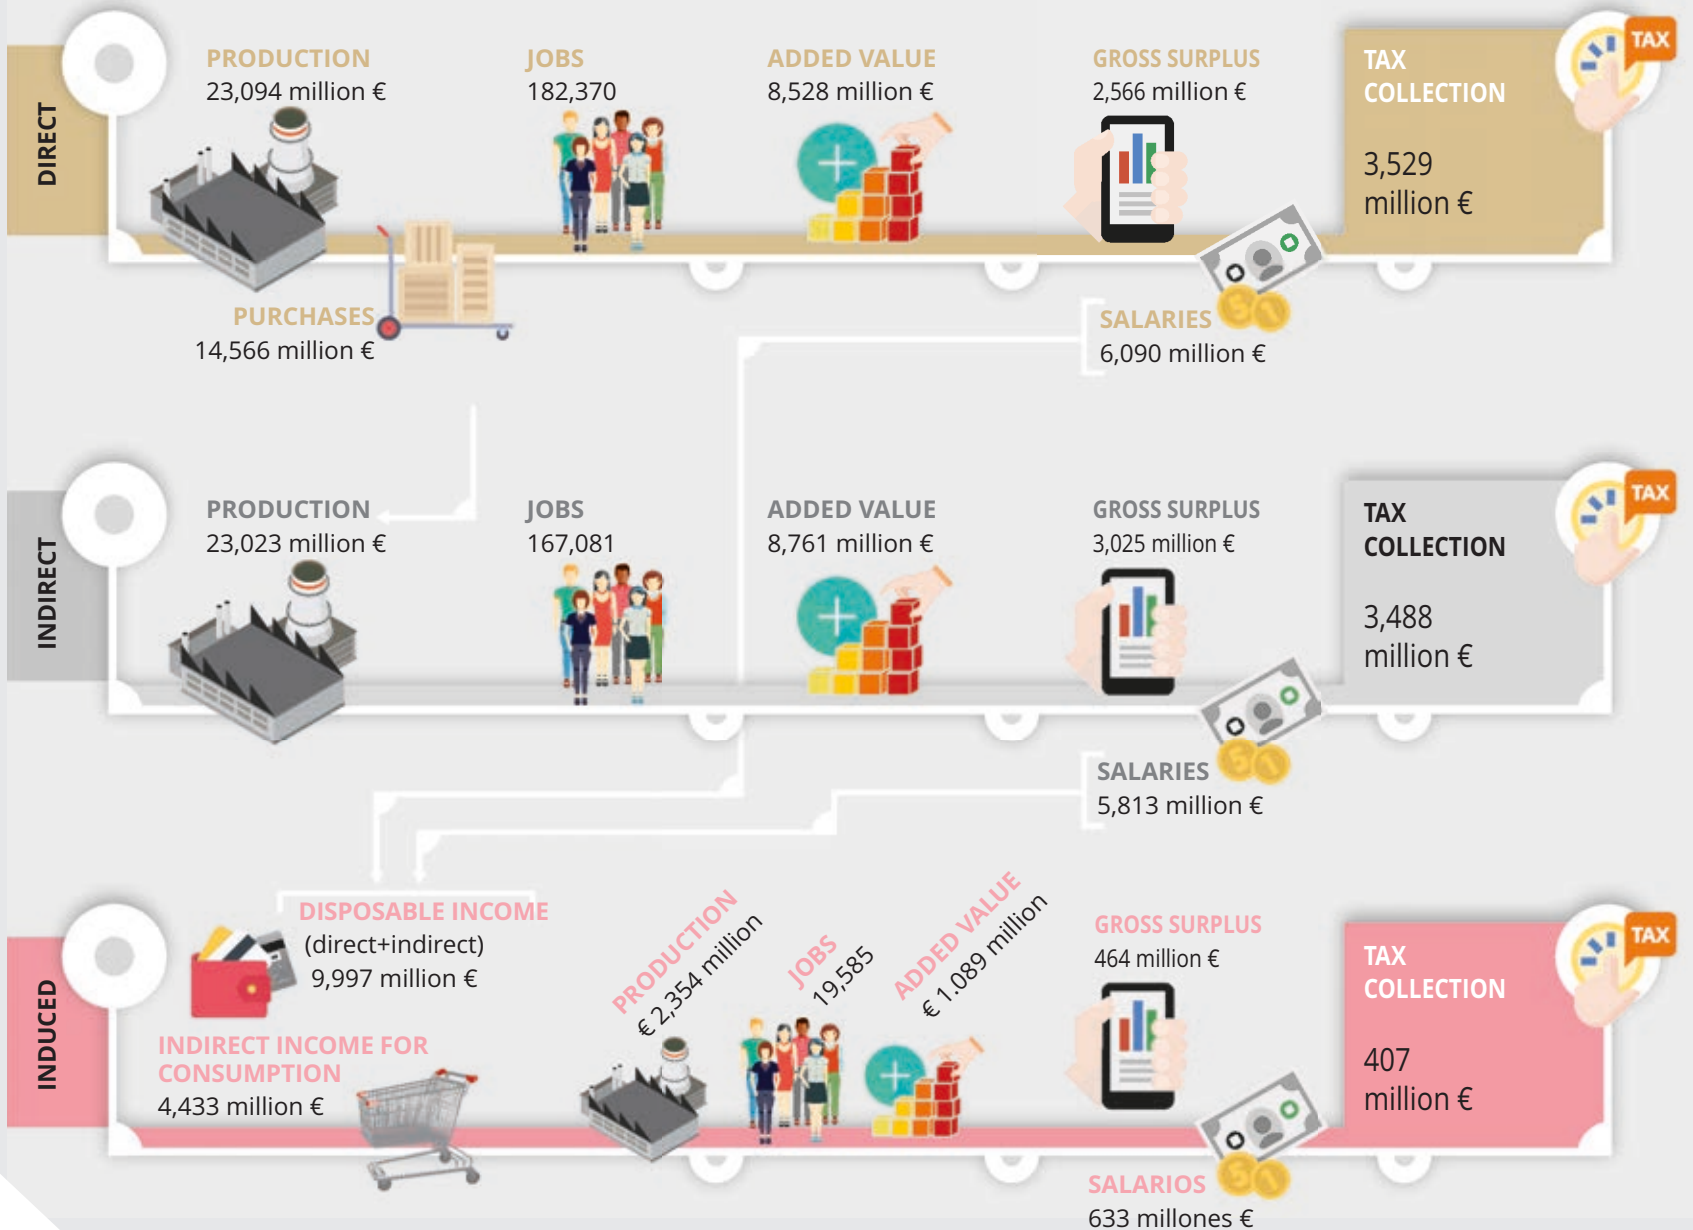 DIRECT
PRODUCTION
23,094 million €
JOBS
182,370
ADDED VALUE
8,528 million €
GROSS SURPLUS
2,566 million €
TAX
COLLECTION
3,529
million €
TAX
PURCHASES
14,566 million €
SALARIES
6,090 million €
INDIRECT
PRODUCTION
23,023 million €
JOBS
167,081
ADDED VALUE
8,761 million €
GROSS SURPLUS
3,025 million €
TAX
COLLECTION
3,488
million €
TAX
SALARIES
5,813 million €
INDUCED
DISPOSABLE INCOME
(direct+indirect)
9,997 million €
INDIRECT INCOME FOR
CONSUMPTION
4,433 million €
PRODUCTION
€ 2,354 million
JOBS
19,585
ADDED VALUE
€ 1.089 million
GROSS SURPLUS
464 million €
TAX
COLLECTION
407
million €
TAX
SALARIOS
633 millones €